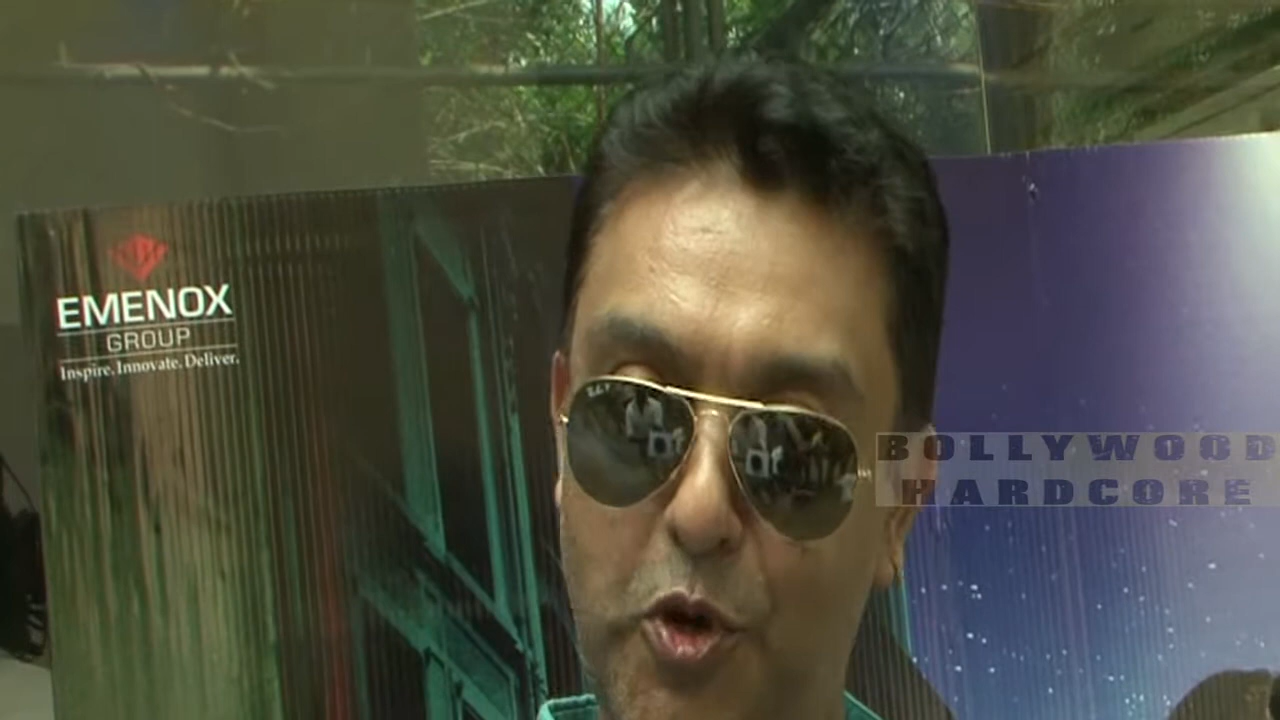 EMENOX
GROUP
Inspire. Innovate. Deliver.
BOLLYWOOD
HARDCORE